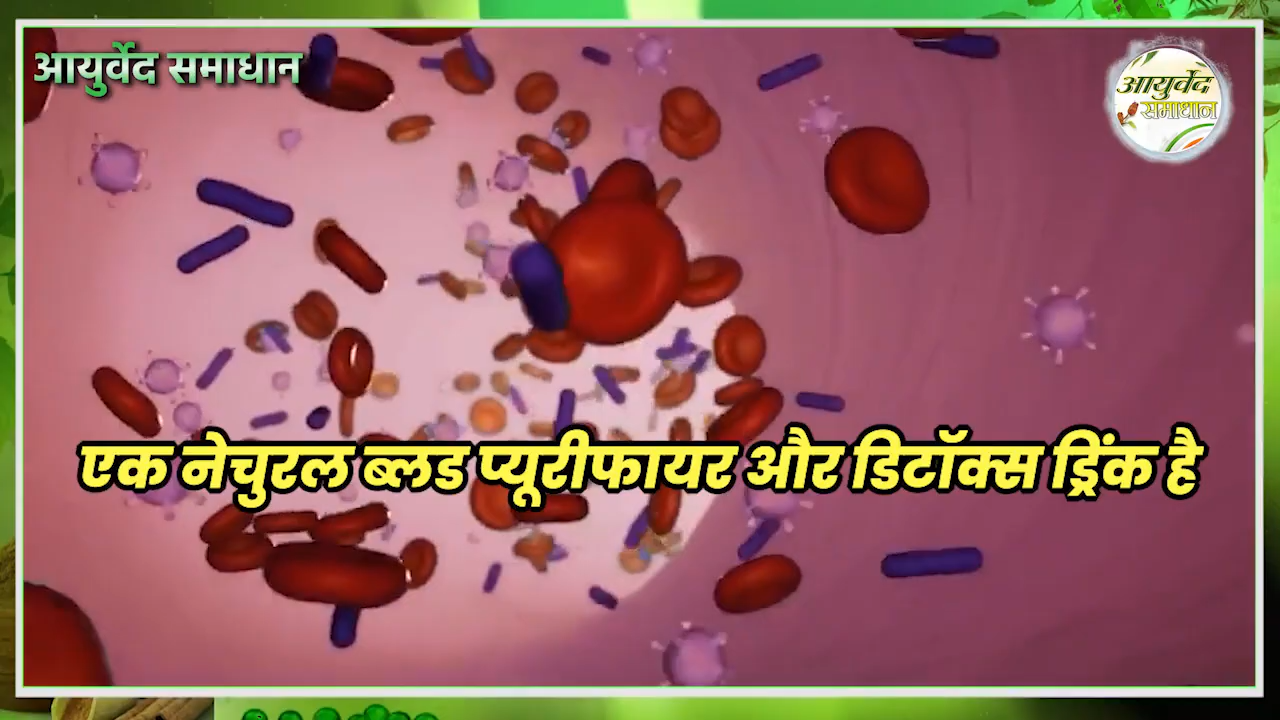 आयुर्वेद समाधान
आयुर्वेद
समाधान
एक नेचुरल ब्लड प्यूरीफायर और डिटॉक्स ड्रिंक है